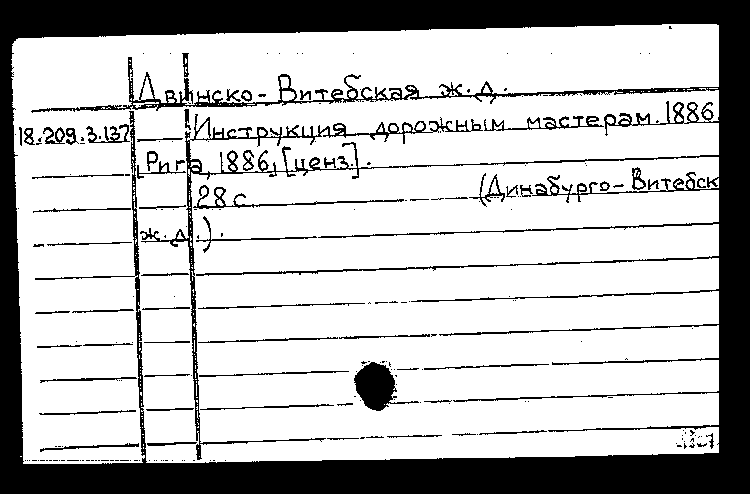 Двинско-Витебская ж.д.
18.209.3.137 Инструкция дорожным мастерам. 1886.
Рига, 1886, [ценз].
28 с. (Динабурго-Витебск
ж.д.).